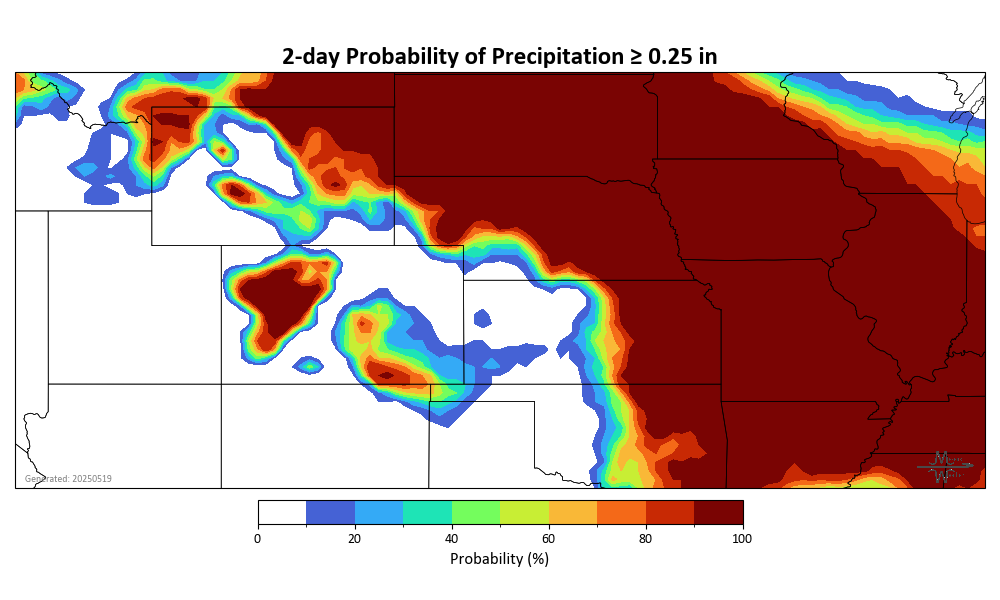 2-day Probability of Precipitation ≥ 0.25 in
Generated: 20250519
0 20 40 60 80 100
Probability (%)